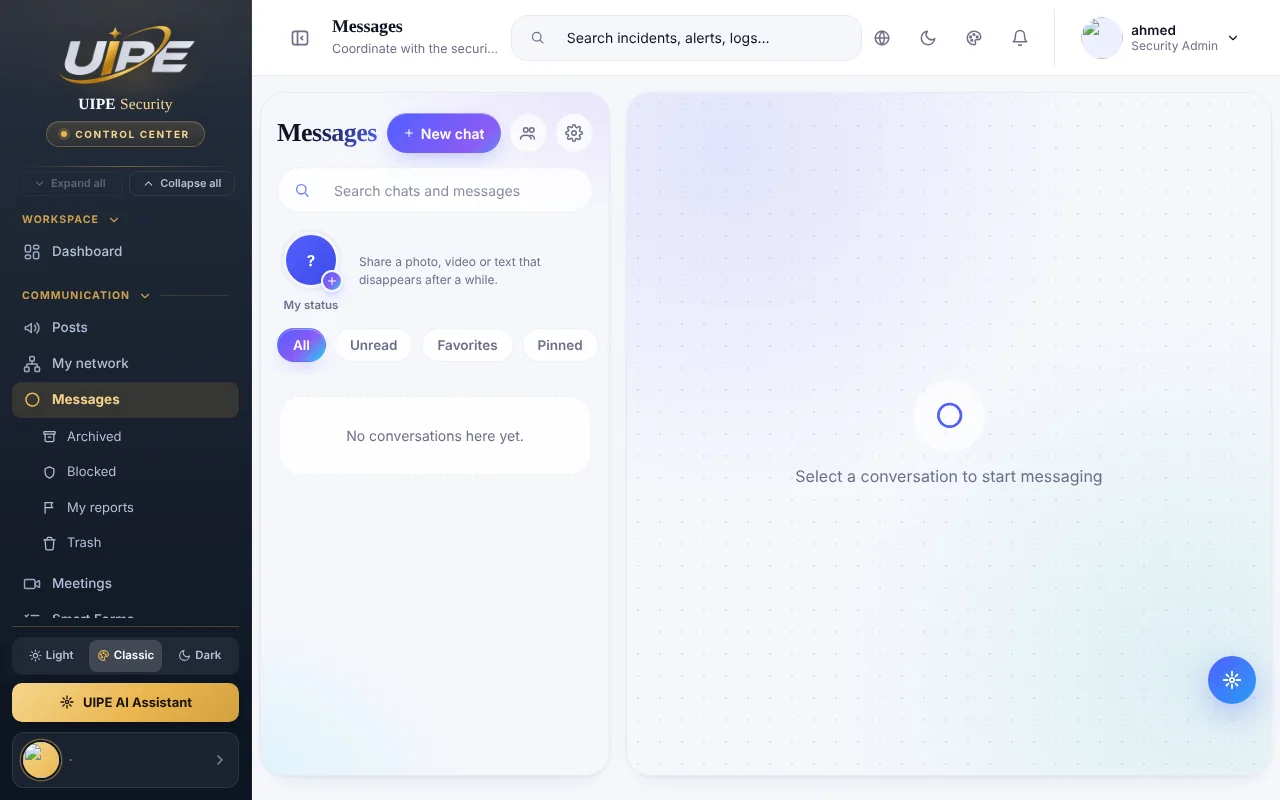 UIPE
UIPE Security
CONTROL CENTER
Expand all
Collapse all
WORKSPACE
Dashboard
COMMUNICATION
Posts
My network
Messages
Archived
Blocked
My reports
Trash
Meetings
Smart Forms
Light
Classic
Dark
UIPE AI Assistant
Messages
Coordinate with the securi...
Search incidents, alerts, logs...
ahmed
Security Admin
Messages
+ New chat
Search chats and messages
?
+
My status
Share a photo, video or text that
disappears after a while.
All
Unread
Favorites
Pinned
No conversations here yet.
Select a conversation to start messaging